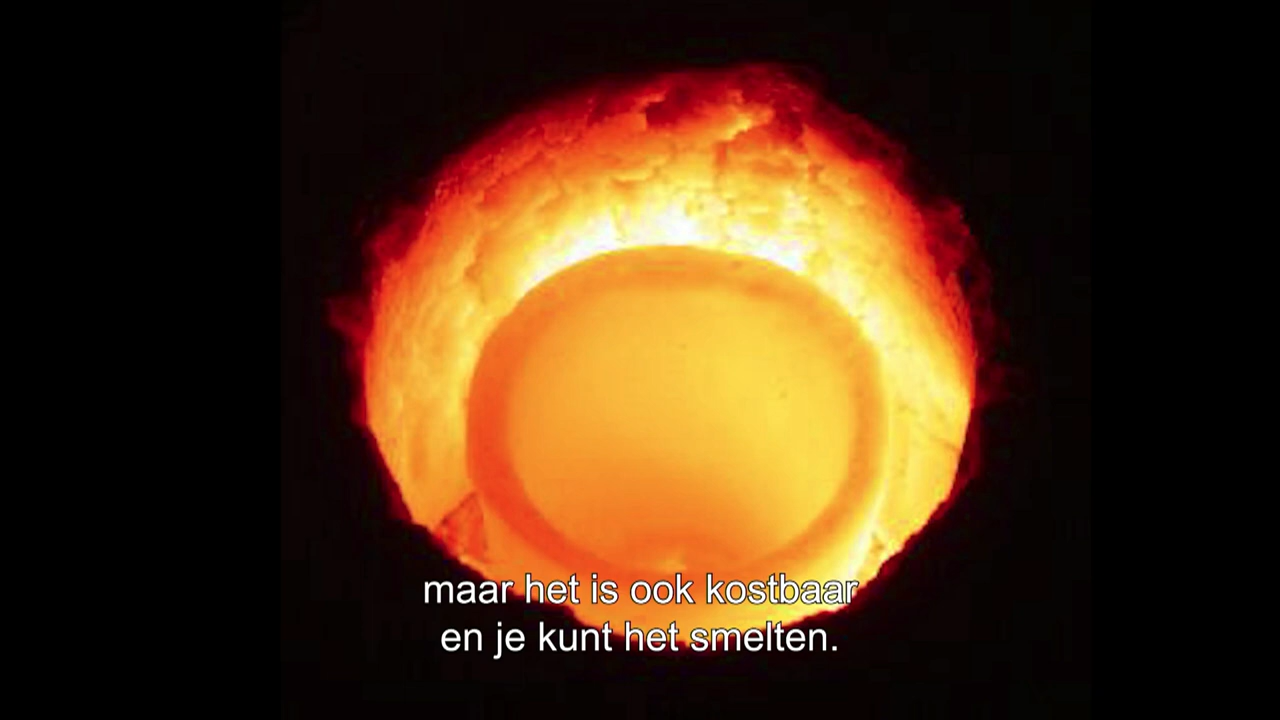 maar het is ook kostbaar
en je kunt het smelten.